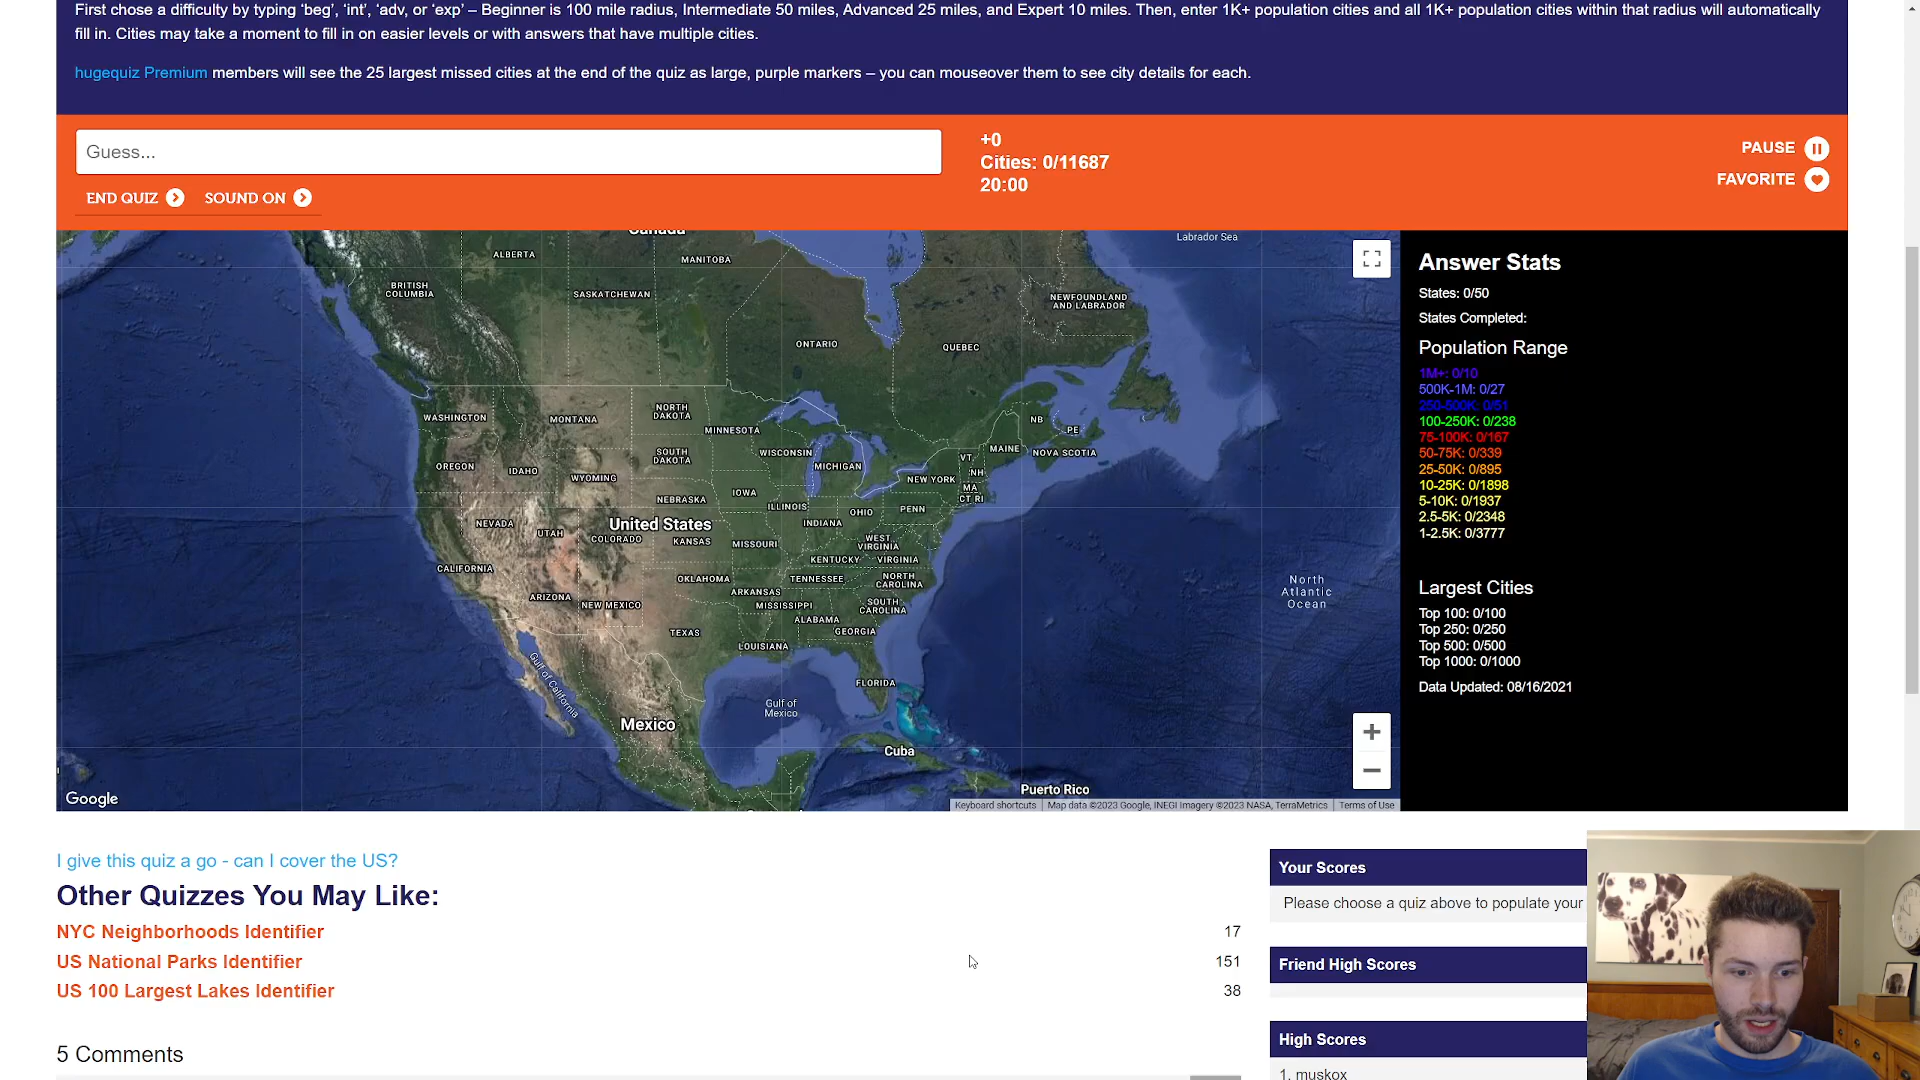 First chose a difficulty by typing ‘beg’, ‘int’, ‘adv, or ‘exp’ – Beginner is 100 mile radius, Intermediate 50 miles, Advanced 25 miles, and Expert 10 miles. Then, enter 1K+ population cities and all 1K+ population cities within that radius will automatically
fill in. Cities may take a moment to fill in on easier levels or with answers that have multiple cities.
hugequiz Premium members will see the 25 largest missed cities at the end of the quiz as large, purple markers – you can mouseover them to see city details for each.
Guess...
+0
Cities: 0/11687
20:00
PAUSE
FAVORITE
END QUIZ
SOUND ON
Canada
Labrador Sea
ALBERTA
MANITOBA
BRITISH
COLUMBIA
SASKATCHEWAN
NEWFOUNDLAND
AND LABRADOR
ONTARIO
QUEBEC
WASHINGTON
MONTANA
NORTH
DAKOTA
MINNESOTA
NB
PE
OREGON
IDAHO
WYOMING
SOUTH
DAKOTA
WISCONSIN
MICHIGAN
VT
MAINE
NOVA SCOTIA
NH
NEW YORK
MA
CT RI
NEBRASKA
IOWA
ILLINOIS
INDIANA
OHIO
PENN
NEVADA
UTAH
United States
COLORADO
KANSAS
MISSOURI
WEST
VIRGINIA
KENTUCKY
VIRGINIA
CALIFORNIA
ARIZONA
NEW MEXICO
OKLAHOMA
ARKANSAS
TENNESSEE
NORTH
CAROLINA
MISSISSIPPI
SOUTH
CAROLINA
ALABAMA
GEORGIA
TEXAS
LOUISIANA
FLORIDA
North
Atlantic
Ocean
Gulf of California
Gulf of
Mexico
Mexico
Cuba
Puerto Rico
Google
Keyboard shortcuts
Map data ©2023 Google, INEGI Imagery ©2023 NASA, TerraMetrics
Terms of Use
Answer Stats
States: 0/50
States Completed:
Population Range
1M+: 0/10
500K-1M: 0/27
250-500K: 0/51
100-250K: 0/238
75-100K: 0/167
50-75K: 0/339
25-50K: 0/895
10-25K: 0/1898
5-10K: 0/1937
2.5-5K: 0/2348
1-2.5K: 0/3777
Largest Cities
Top 100: 0/100
Top 250: 0/250
Top 500: 0/500
Top 1000: 0/1000
Data Updated: 08/16/2021
I give this quiz a go - can I cover the US?
Other Quizzes You May Like:
NYC Neighborhoods Identifier 17
US National Parks Identifier 151
US 100 Largest Lakes Identifier 38
5 Comments
Your Scores
Please choose a quiz above to populate your
Friend High Scores
High Scores
1. muskox